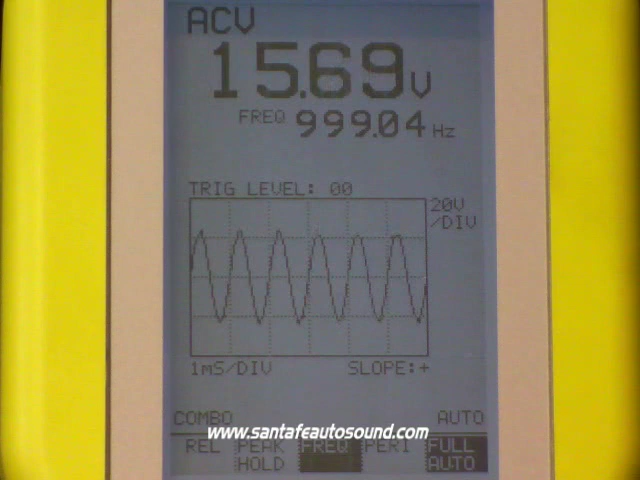 ACV
15.69V
FREQ 999.04 Hz
TRIG LEVEL: 00
20V
/DIV
1mS/DIV SLOPE:+
COMBO AUTO
www.santafeautosound.com
REL PEAK HOLD FREQ PERI FULL AUTO